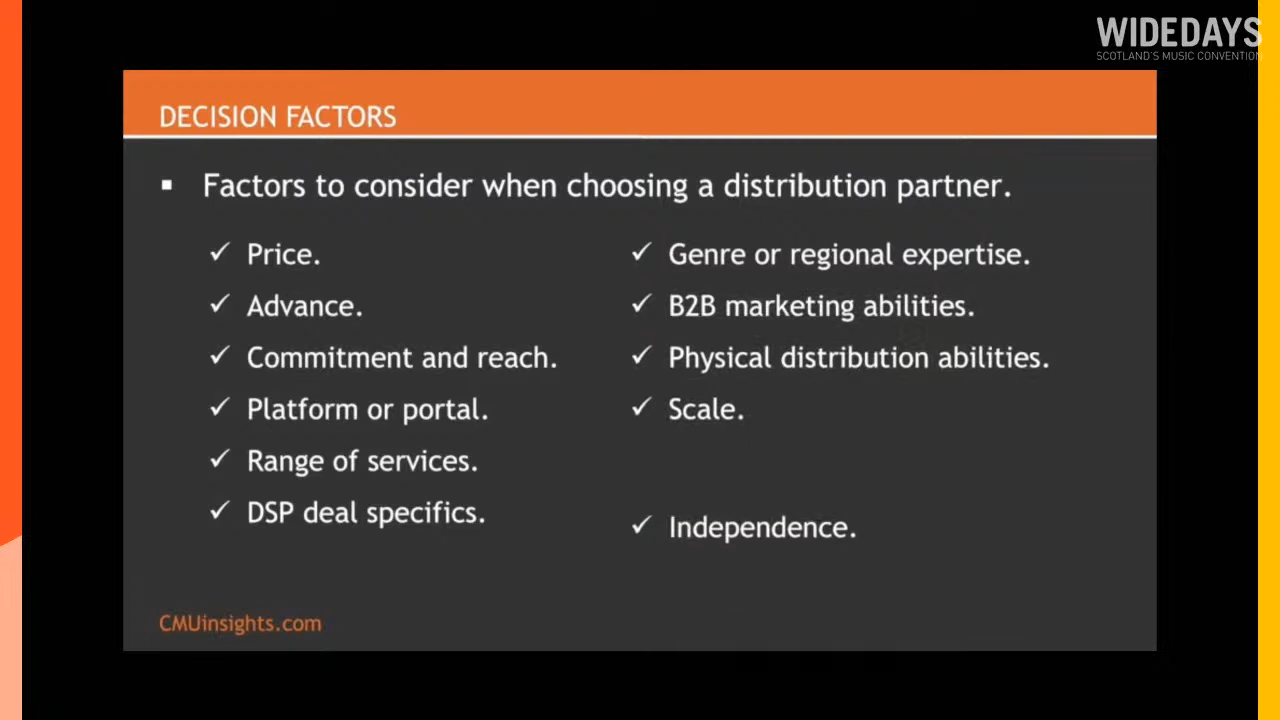 WIDEDAYS
SCOTLAND'S MUSIC CONVENTION
DECISION FACTORS
Factors to consider when choosing a distribution partner.
Price.
Advance.
Commitment and reach.
Platform or portal.
Range of services.
DSP deal specifics.
Genre or regional expertise.
B2B marketing abilities.
Physical distribution abilities.
Scale.
Independence.
CMUinsights.com